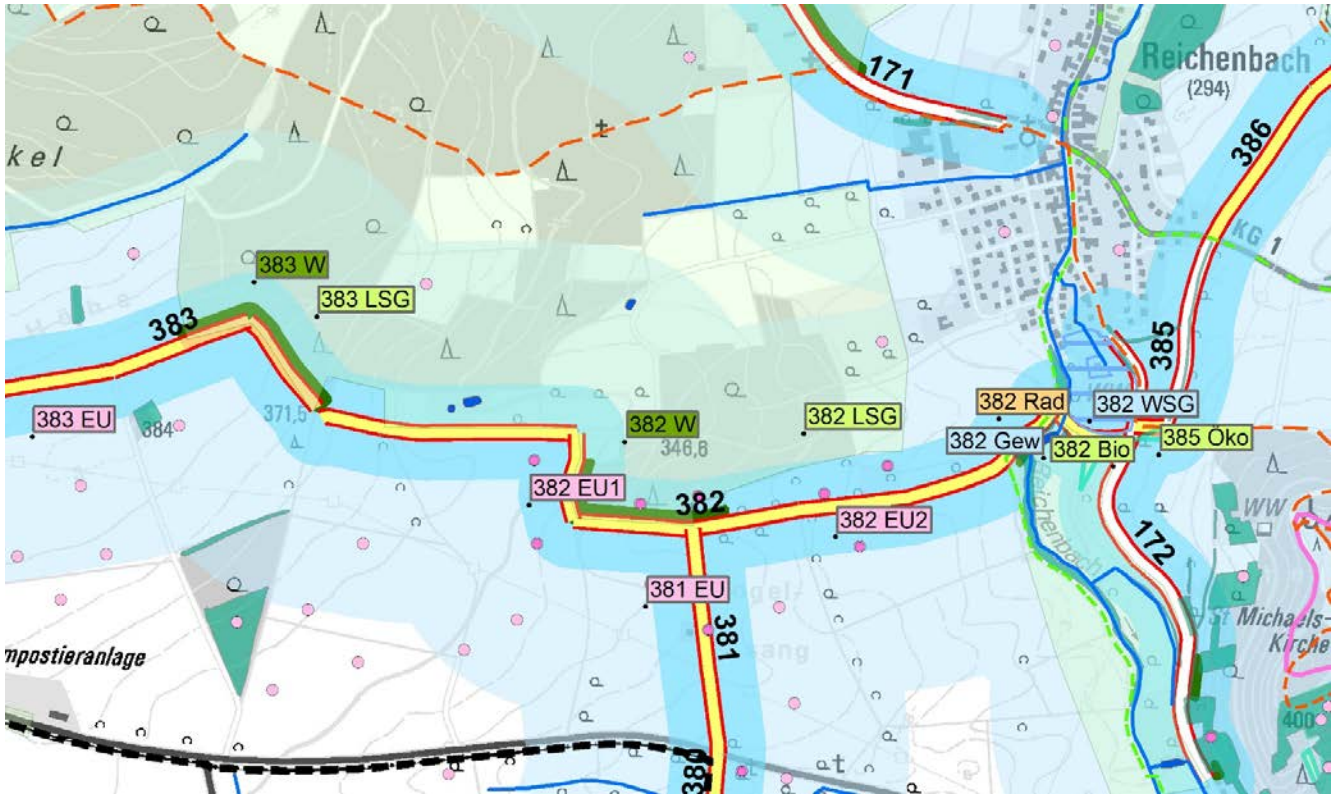 171
Reichenbach
(294)
386
kel
KG 1
383 W
383 LSG
383
385
371,5
382 W
382 LSG
382 Rad
382 WSG
383 EU
384
346,6
382 Gew
382 Bio
385 Öko
382 EU1
382
382 EU2
WW
Reichenbach
172
381 EU
381
St
Michaels-
Kirche
mpostieranlage
400
380